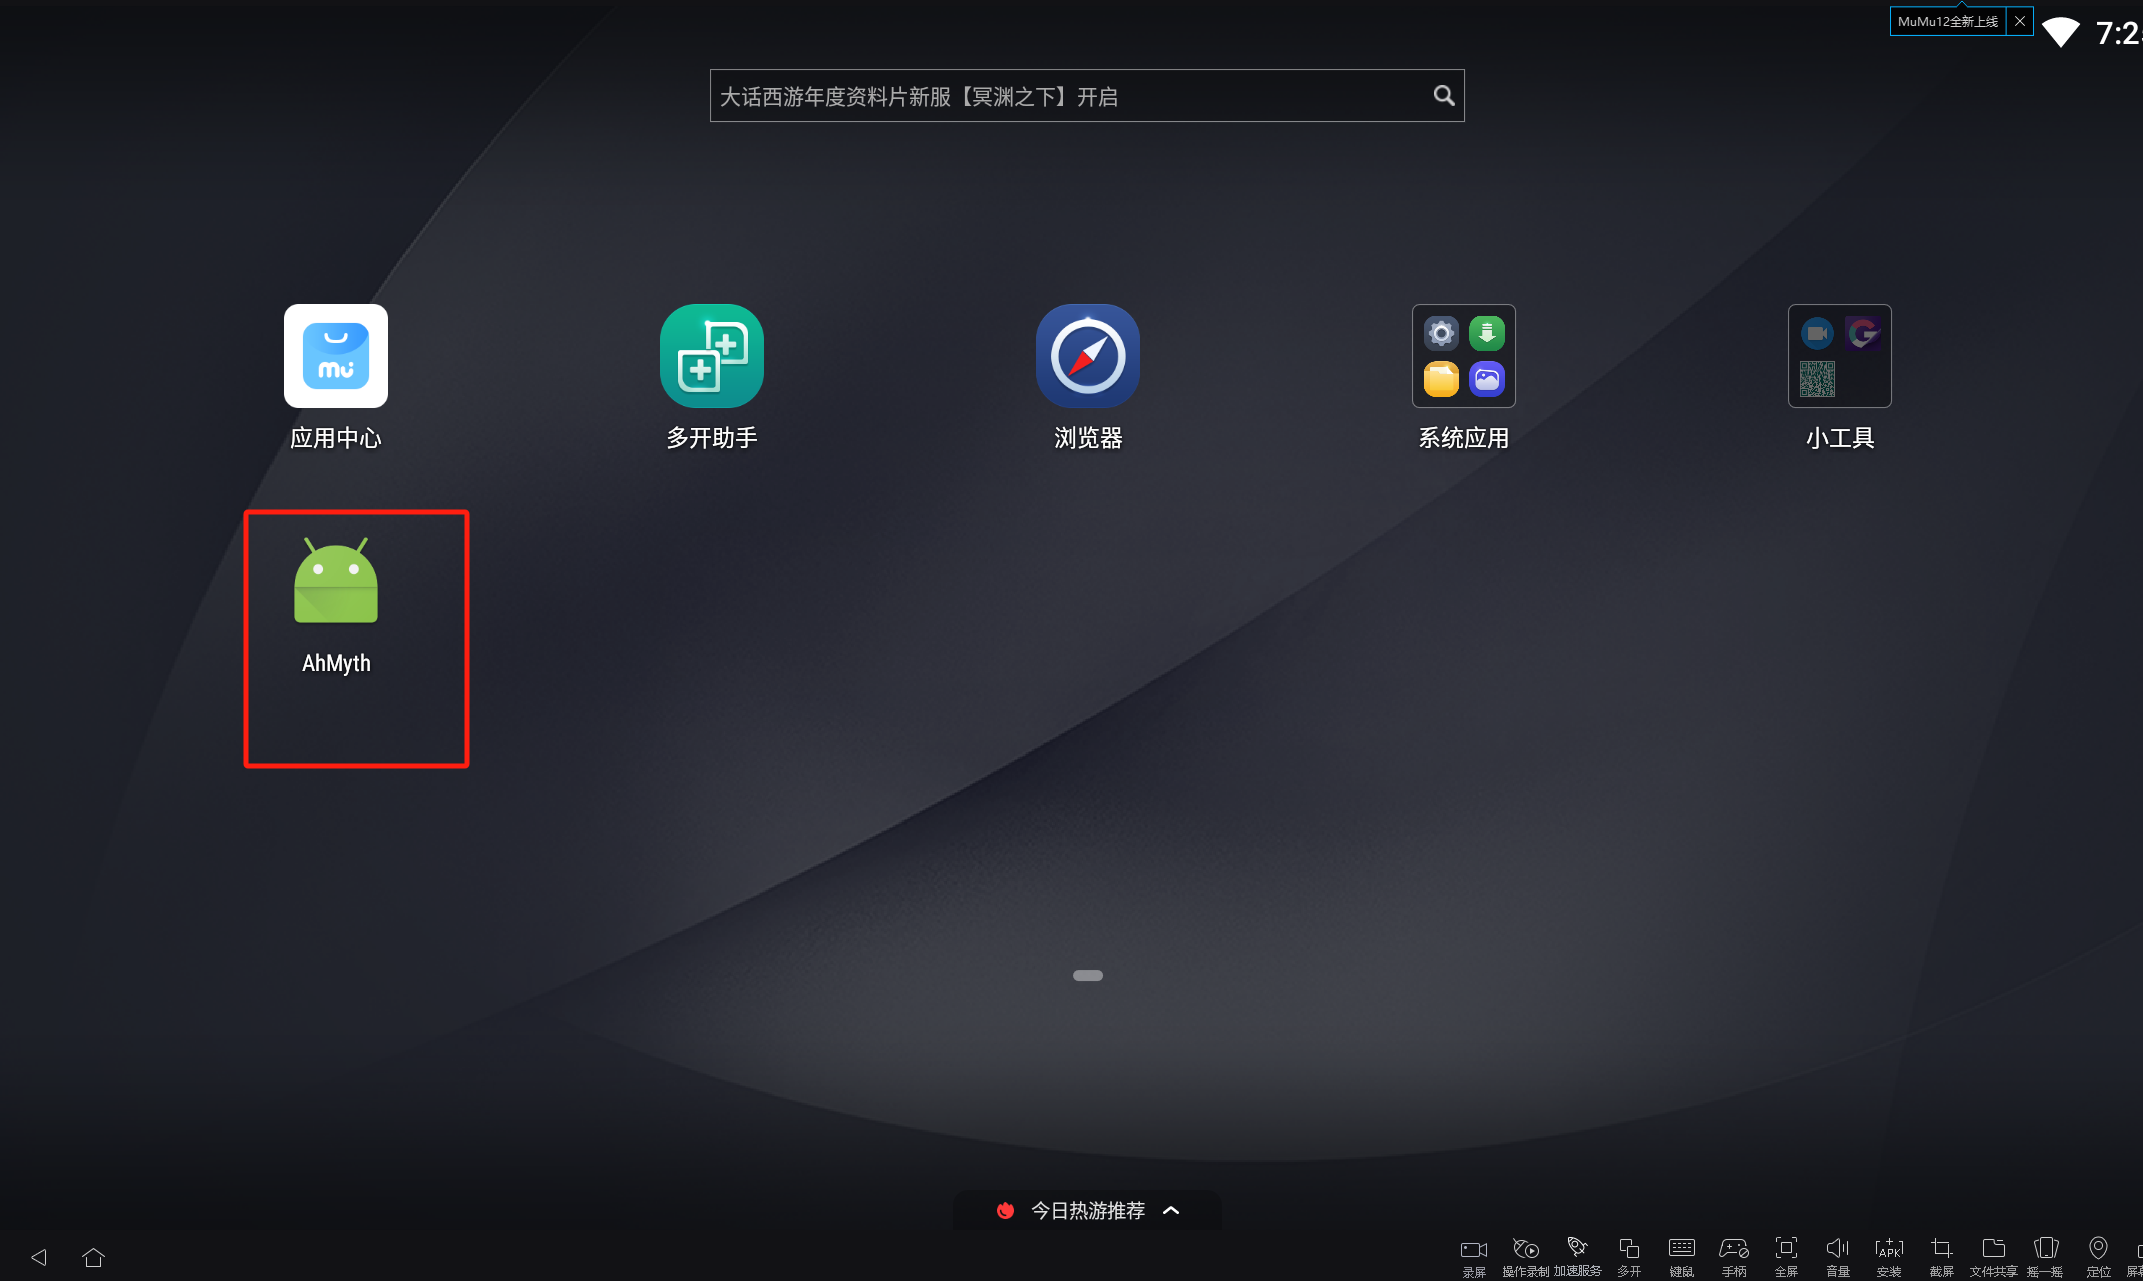 MuMu12全新上线
7:2
大话西游年度资料片新服【冥渊之下】开启
mu
应用中心
多开助手
浏览器
系统应用
小工具
AhMyth
今日热游推荐
APK
录屏
操作录制
加速服务
多开
键鼠
手柄
全屏
音量
安装
截屏
文件共享
摇一摇
定位